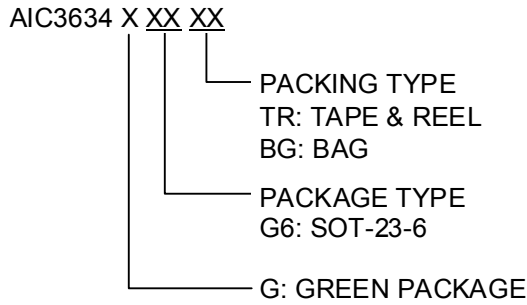 AIC3634 X XX XX
PACKING TYPE
TR: TAPE & REEL
BG: BAG
PACKAGE TYPE
G6: SOT-23-6
G: GREEN PACKAGE